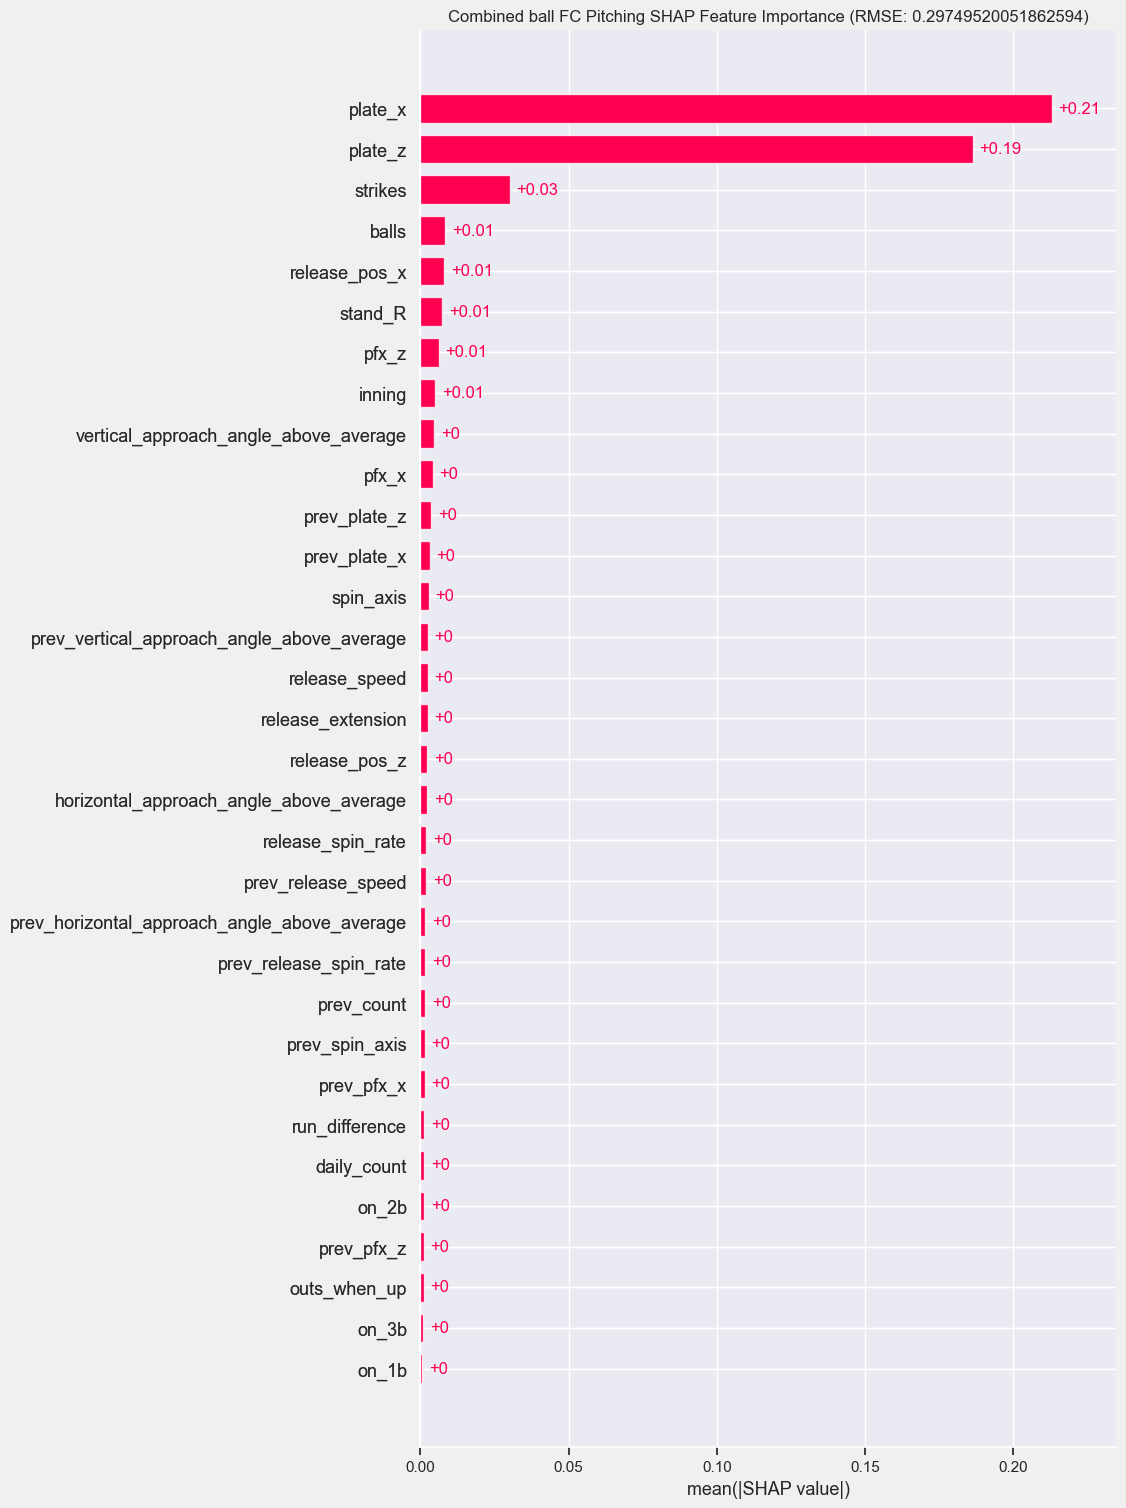 Combined ball FC Pitching SHAP Feature Importance (RMSE: 0.29749520051862594)
plate_x +0.21
plate_z +0.19
strikes +0.03
balls +0.01
release_pos_x +0.01
stand_R +0.01
pfx_z +0.01
inning +0.01
vertical_approach_angle_above_average +0
pfx_x +0
prev_plate_z +0
prev_plate_x +0
spin_axis +0
prev_vertical_approach_angle_above_average +0
release_speed +0
release_extension +0
release_pos_z +0
horizontal_approach_angle_above_average +0
release_spin_rate +0
prev_release_speed +0
prev_horizontal_approach_angle_above_average +0
prev_release_spin_rate +0
prev_count +0
prev_spin_axis +0
prev_pfx_x +0
run_difference +0
daily_count +0
on_2b +0
prev_pfx_z +0
outs_when_up +0
on_3b +0
on_1b +0
0.00 0.05 0.10 0.15 0.20
mean(|SHAP value|)